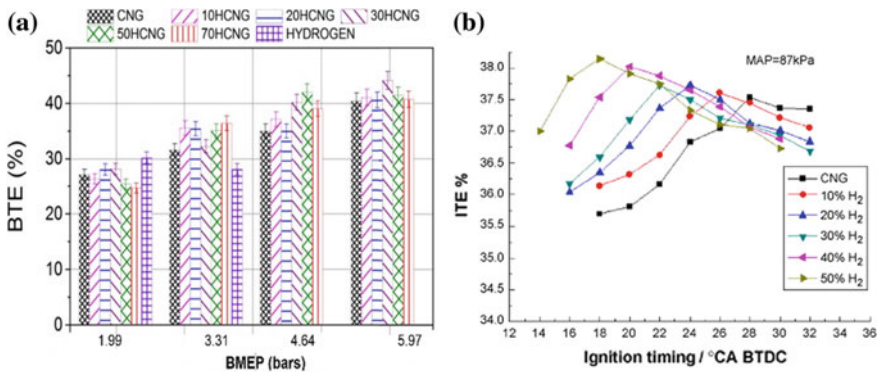 (a)
CNG 10HCNG 20HCNG 30HCNG
50HCNG 70HCNG HYDROGEN
BTE (%)
50
40
30
20
10
0
1.99 3.31 4.64 5.97
BMEP (bars)
(b)
MAP=87kPa
ITE %
38.0
37.5
37.0
36.5
36.0
35.5
35.0
34.5
34.0
CNG
10% H₂
20% H₂
30% H₂
40% H₂
50% H₂
12 14 16 18 20 22 24 26 28 30 32 34 36
Ignition timing / °CA BTDC